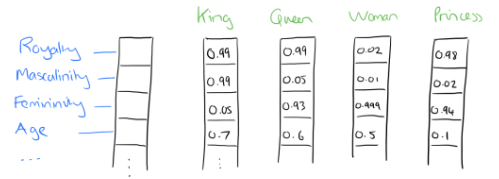 King Queen Woman Princess
Royalty 0.99 0.99 0.02 0.98
Masculinity 0.99 0.05 0.01 0.02
Femininity 0.05 0.93 0.999 0.94
Age 0.7 0.6 0.5 0.1
...